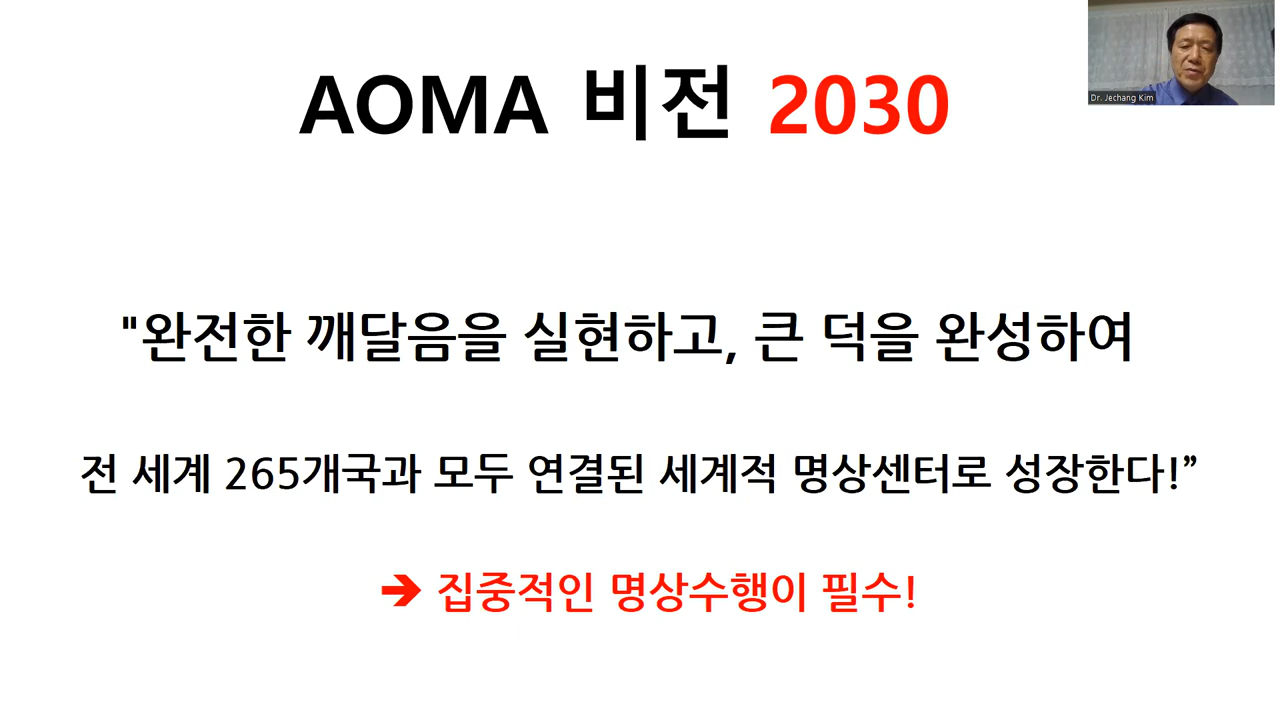 AOMA 비전 2030
Dr. Jechang Kim
"완전한 깨달음을 실현하고, 큰 덕을 완성하여
전 세계 265개국과 모두 연결된 세계적 명상센터로 성장한다!”
➔ 집중적인 명상수행이 필수!